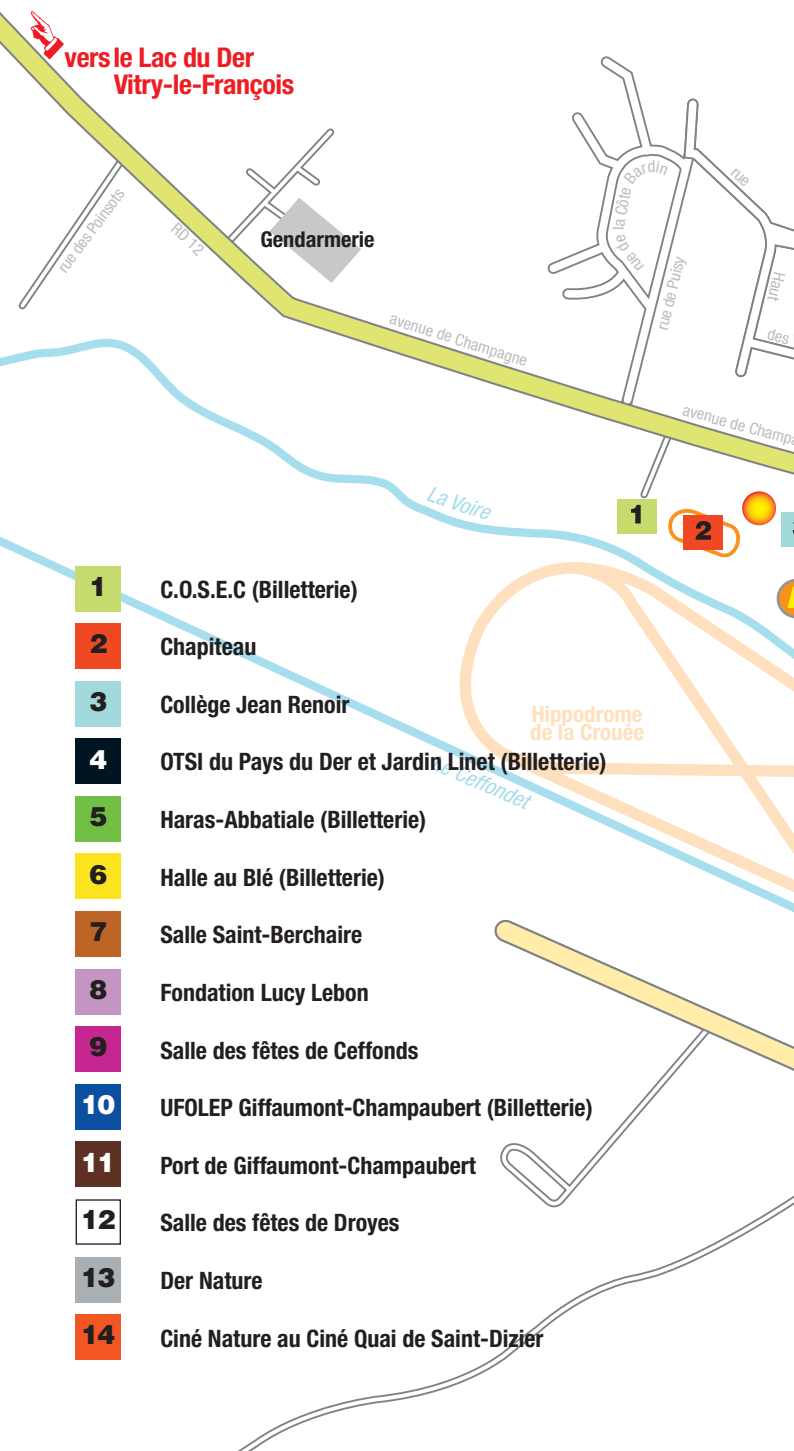 vers le Lac du Der
Vitry-le-François
rue des Poinsots
RD 12
Gendarmerie
rue de la Côte Bardin
rue
rue de Puisy
Haut
des
avenue de Champagne
avenue de
La Voire
1
2
Hippodrome
de la Crouée
Le Ceffondet
1 C.O.S.E.C (Billetterie)
2 Chapiteau
3 Collège Jean Renoir
4 OTSI du Pays du Der et Jardin Linet (Billetterie)
5 Haras-Abbatiale (Billetterie)
6 Halle au Blé (Billetterie)
7 Salle Saint-Berchaire
8 Fondation Lucy Lebon
9 Salle des fêtes de Ceffonds
10 UFOLEP Giffaumont-Champaubert (Billetterie)
11 Port de Giffaumont-Champaubert
12 Salle des fêtes de Droyes
13 Der Nature
14 Ciné Nature au Ciné Quai de Saint-Dizier